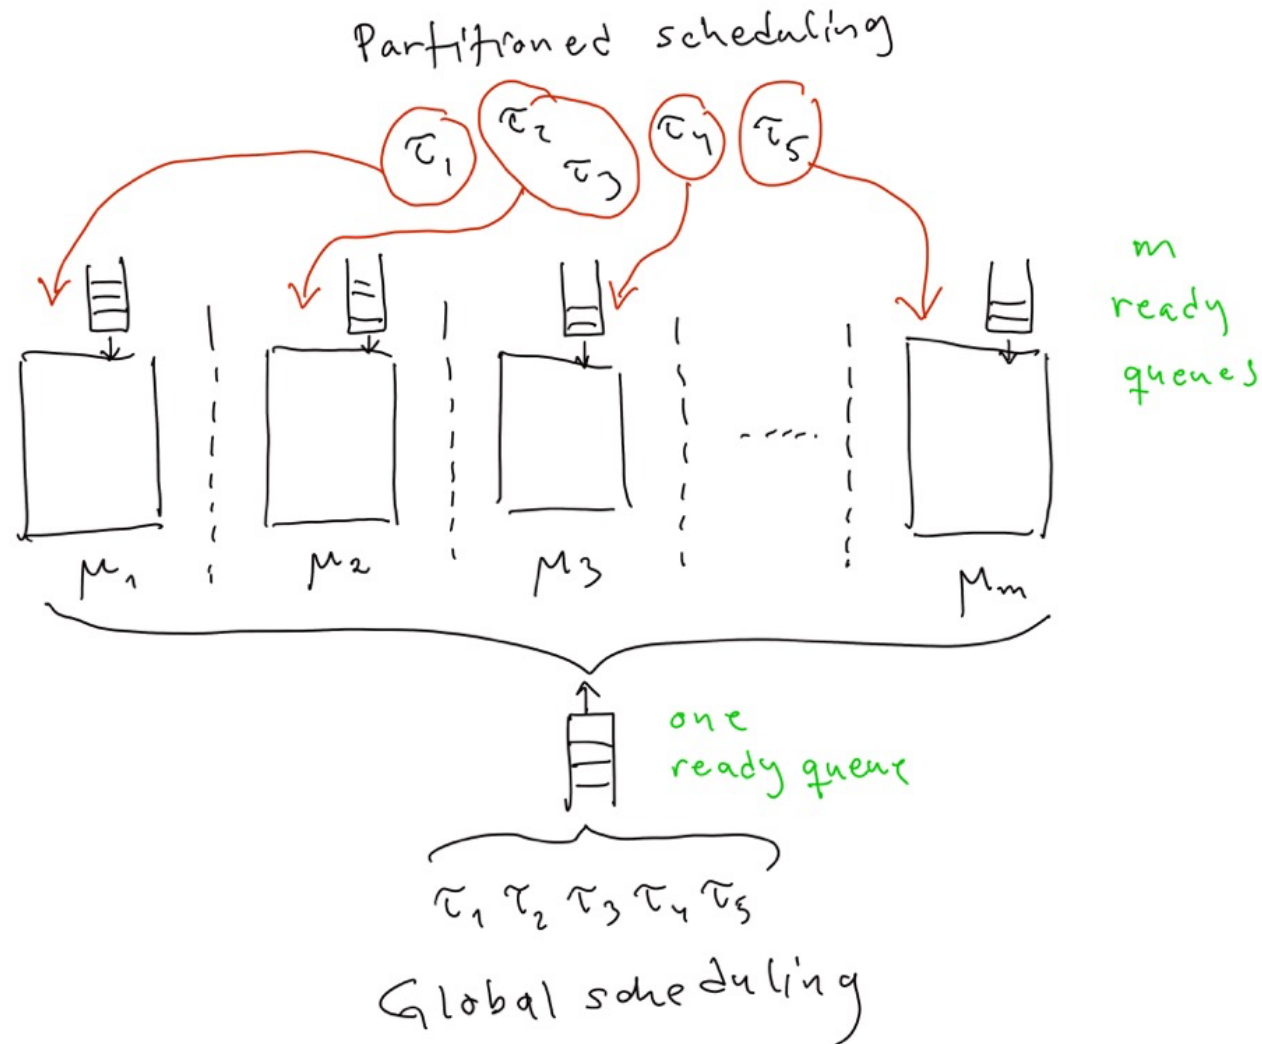 Partitioned scheduling
τ1 τ2 τ3 τ4 τ5
m
ready
queues
μ1 μ2 μ3 μm
one
ready queue
τ1 τ2 τ3 τ4 τ5
Global scheduling